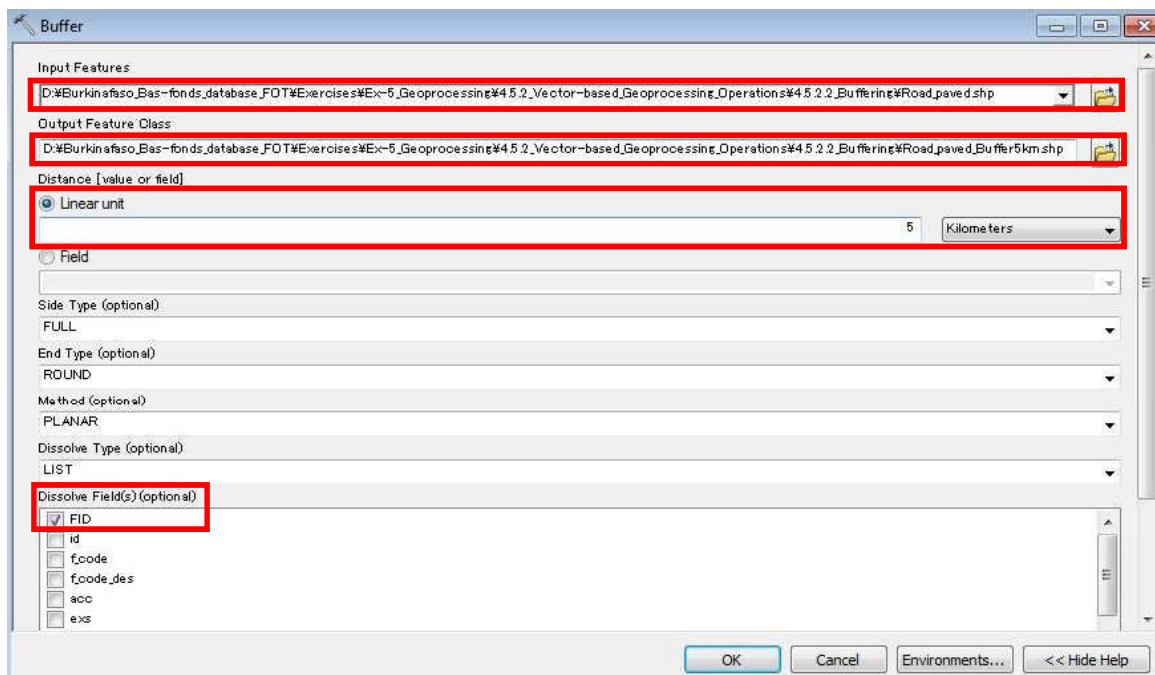 Buffer
Input Features
D:¥Burkinafaso_Bas-fonds_database_FOT¥Exercises¥Ex-5_Geoprocessing¥4.5.2_Vector-based_Geoprocessing_Operations¥4.5.2.2_Buffering¥Road_paved.shp
Output Feature Class
D:¥Burkinafaso_Bas-fonds_database_FOT¥Exercises¥Ex-5_Geoprocessing¥4.5.2_Vector-based_Geoprocessing_Operations¥4.5.2.2_Buffering¥Road_paved_Buffer5km.shp
Distance [value or field]
Linear unit
5 Kilometers
Field
Side Type (optional)
FULL
End Type (optional)
ROUND
Method (optional)
PLANAR
Dissolve Type (optional)
LIST
Dissolve Field(s) (optional)
FID
id
f_code
f_code_des
acc
exs
OK Cancel Environments... << Hide Help